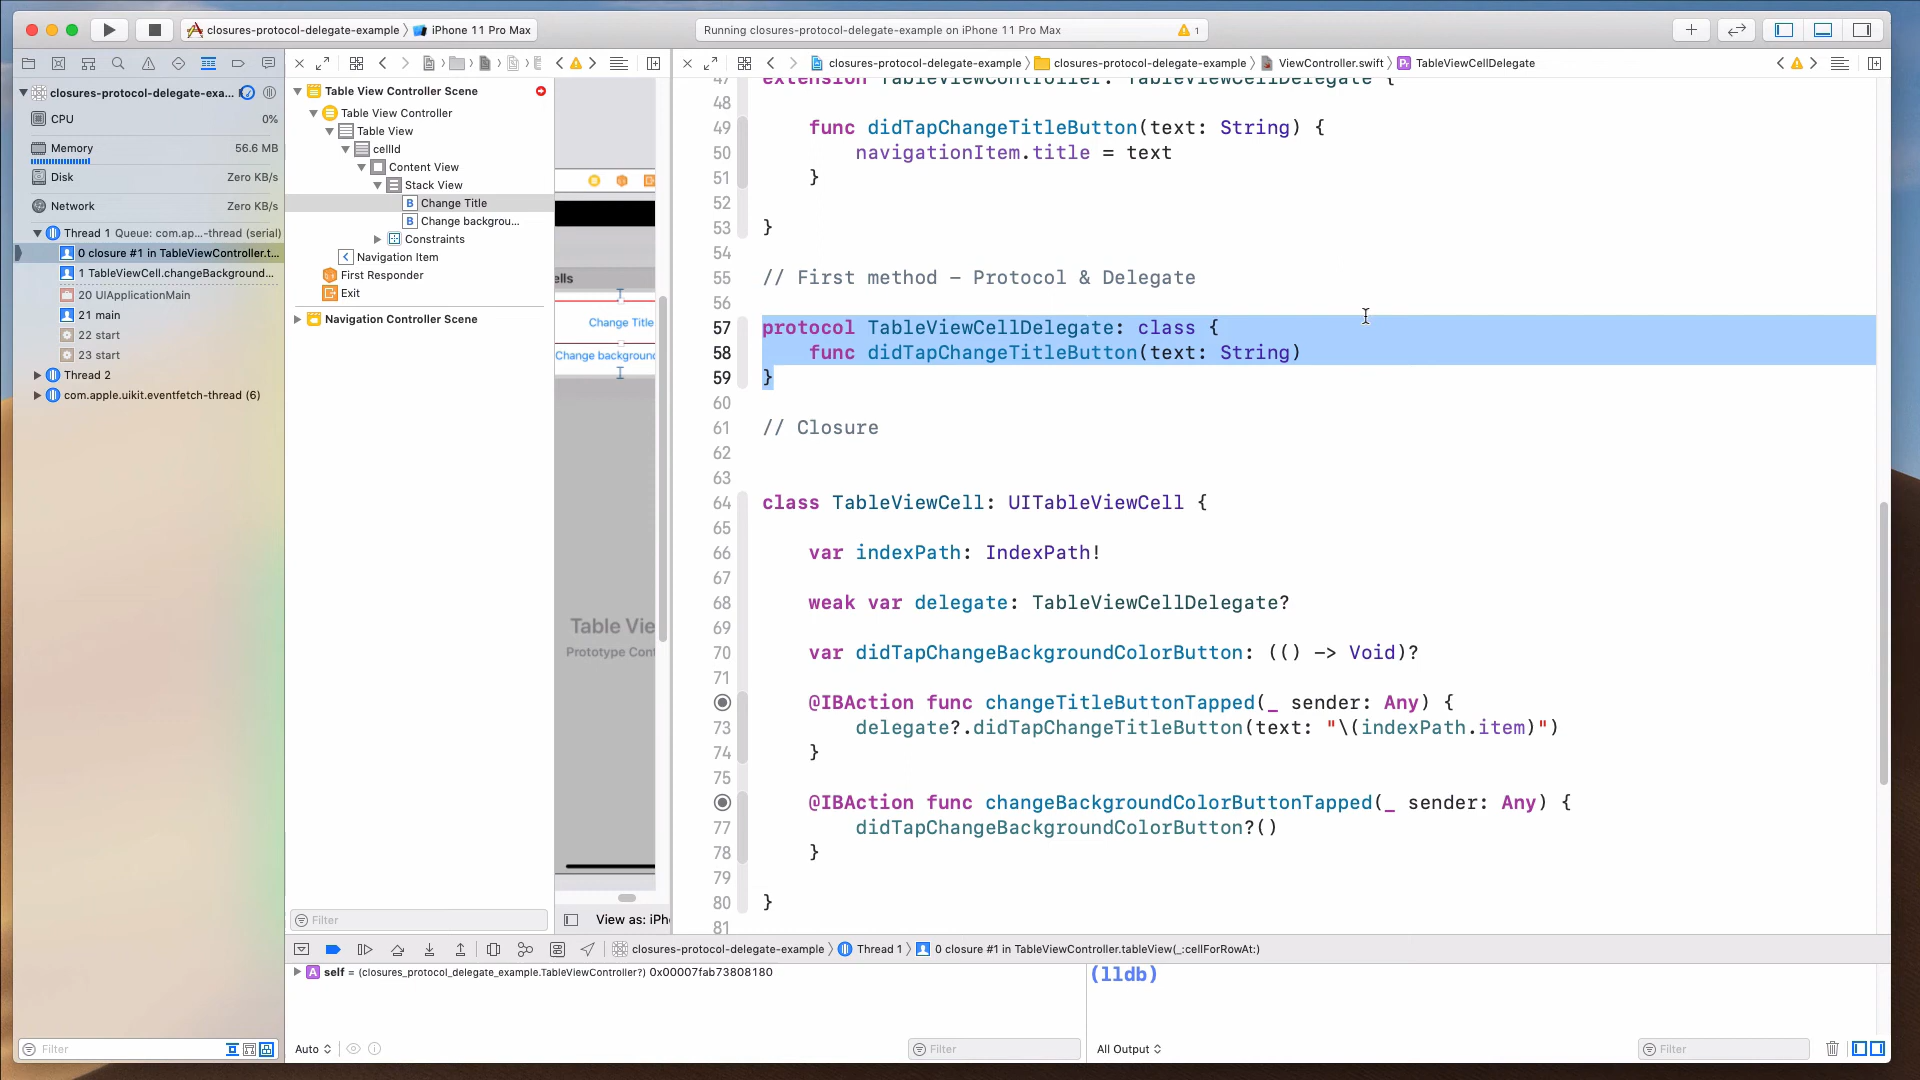 closures-protocol-delegate-example
iPhone 11 Pro Max
Running closures-protocol-delegate-example on iPhone 11 Pro Max
1
closures-protocol-delegate-exa...
CPU 0%
Memory 56.6 MB
Disk Zero KB/s
Network Zero KB/s
Thread 1 Queue: com.ap...-thread (serial)
0 closure #1 in TableViewController.t...
1 TableViewCell.changeBackground...
20 UIApplicationMain
21 main
22 start
23 start
Thread 2
com.apple.uikit.eventfetch-thread (6)
Filter
Table View Controller Scene
Table View Controller
Table View
cellId
Content View
Stack View
B Change Title
B Change backgrou...
Constraints
Navigation Item
First Responder
Exit
Navigation Controller Scene
Filter
ells
Change Title
Change background
Table Vie
Prototype Cont
View as: iPh
closures-protocol-delegate-example
closures-protocol-delegate-example
ViewController.swift
Pr TableViewCellDelegate
47 extension TableViewController: TableViewCellDelegate {
48
49 func didTapChangeTitleButton(text: String) {
50 navigationItem.title = text
51 }
52
53 }
54
55 // First method – Protocol & Delegate
56
57 protocol TableViewCellDelegate: class {
58 func didTapChangeTitleButton(text: String)
59 }
60
61 // Closure
62
63
64 class TableViewCell: UITableViewCell {
65
66 var indexPath: IndexPath!
67
68 weak var delegate: TableViewCellDelegate?
69
70 var didTapChangeBackgroundColorButton: (() -> Void)?
71
@IBAction func changeTitleButtonTapped(_ sender: Any) {
73 delegate?.didTapChangeTitleButton(text: "\(indexPath.item)")
74 }
75
@IBAction func changeBackgroundColorButtonTapped(_ sender: Any) {
77 didTapChangeBackgroundColorButton?()
78 }
79
80 }
81
closures-protocol-delegate-example
Thread 1
0 closure #1 in TableViewController.tableView(_:cellForRowAt:)
A self = (closures_protocol_delegate_example.TableViewController?) 0x00007fab73808180
(lldb)
Auto
Filter
All Output
Filter